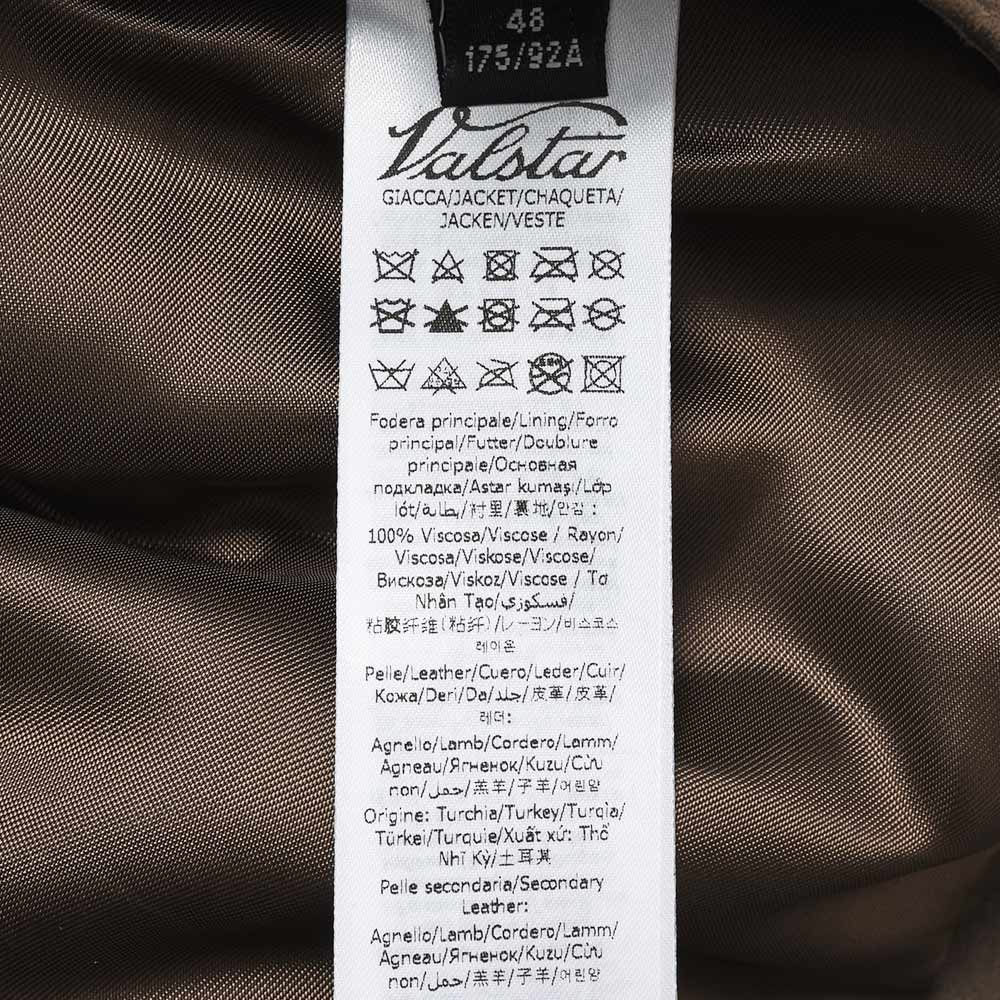 48
175/92A
Valstar
GIACCA/JACKET/CHAQUETA/
JACKEN/VESTE
Fodera principale/Lining/Forro
principal/Futter/Doublure
principale/Основная
подкладка/Astar kumaşı/Lớp
lót/بطانة/衬里/裏地/안감 :
100% Viscosa/Viscose / Rayon/
Viscosa/Viskose/Viscose/
Вискоза/Viskoz/Viscose / Tơ
Nhân Tạo/فسكوزي/
粘胶纤维(粘纤)/レーヨン/비스코스
레이온
Pelle/Leather/Cuero/Leder/Cuir/
Кожа/Deri/Da/جلد/皮革/皮革/
레더:
Agnello/Lamb/Cordero/Lamm/
Agneau/Ягненок/Kuzu/Cừu
non/حمل/羔羊/子羊/어린양
Origine: Turchia/Turkey/Turqia/
Türkei/Turquie/Xuất xứ: Thổ
Nhĩ Kỳ/土耳其
Pelle secondaria/Secondary
Leather:
Agnello/Lamb/Cordero/Lamm/
Agneau/Ягненок/Kuzu/Cừu
non/حمل/羔羊/子羊/어린양